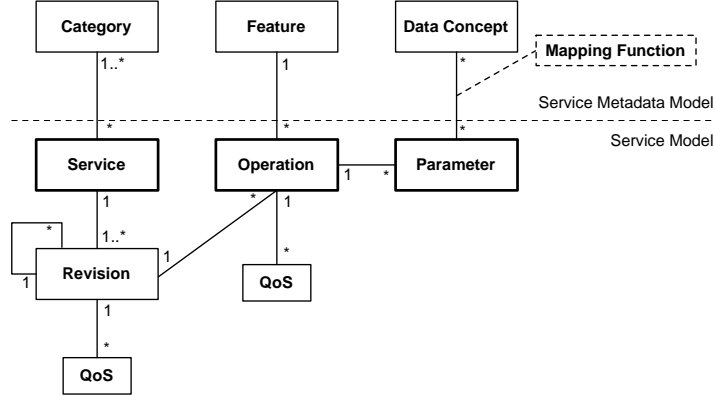 Category
Feature
Data Concept
1..*
1
*
Mapping Function
Service Metadata Model
*
*
*
Service Model
Service
Operation
Parameter
1
*
1
*
1
1..*
*
1
Revision
1
*
QoS
1
*
QoS